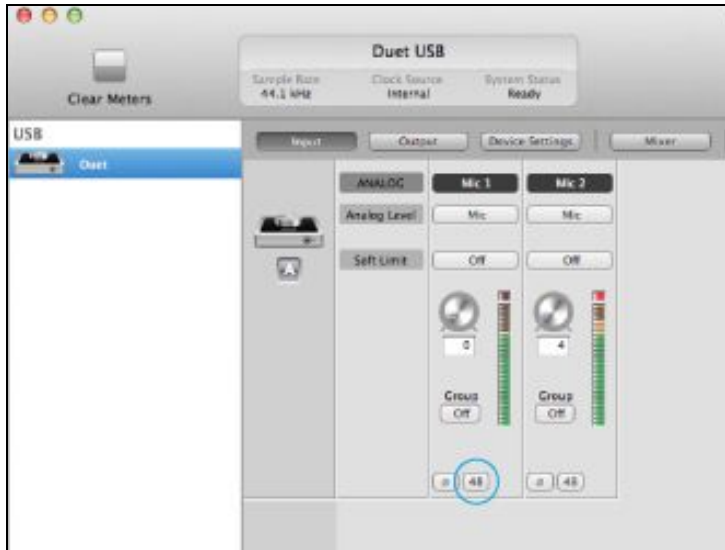 Duet USB
Sample Rate Clock Source System Status
44.1 kHz Internal Ready
Clear Meters
USB
Duet
Input Output Device Settings Mixer
ANALOG Mic 1 Mic 2
Analog Level Mic Mic
A
Soft Limit Off Off
0 4
Group Group
Off Off
ø 48 ø 48